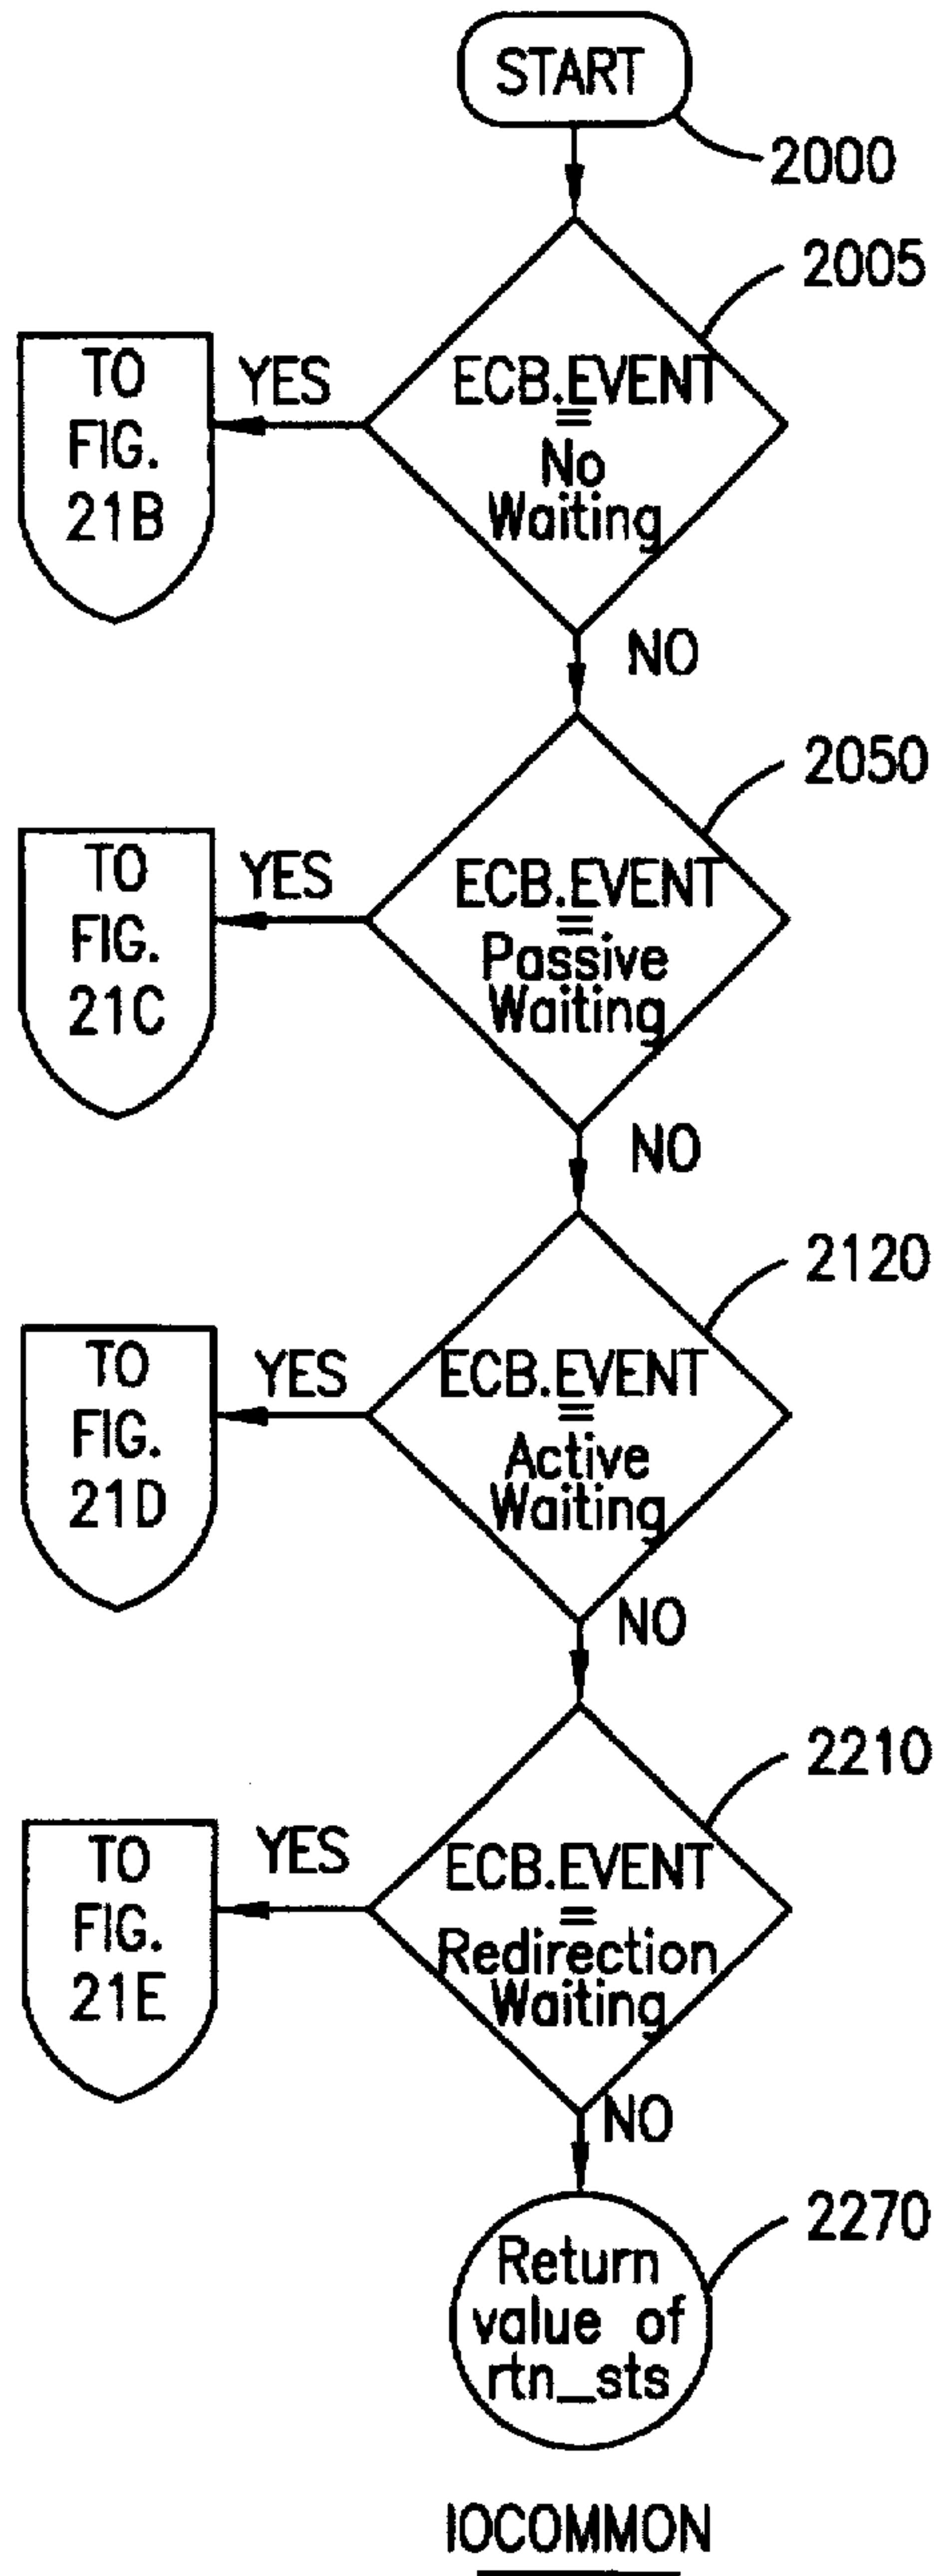 START
2000
2005
TO
FIG.
21B
YES
ECB.EVENT
=
No
Waiting
NO
2050
TO
FIG.
21C
YES
ECB.EVENT
=
Passive
Waiting
NO
2120
TO
FIG.
21D
YES
ECB.EVENT
=
Active
Waiting
NO
2210
TO
FIG.
21E
YES
ECB.EVENT
=
Redirection
Waiting
NO
2270
Return
value of
rtn_sts
IOCOMMON